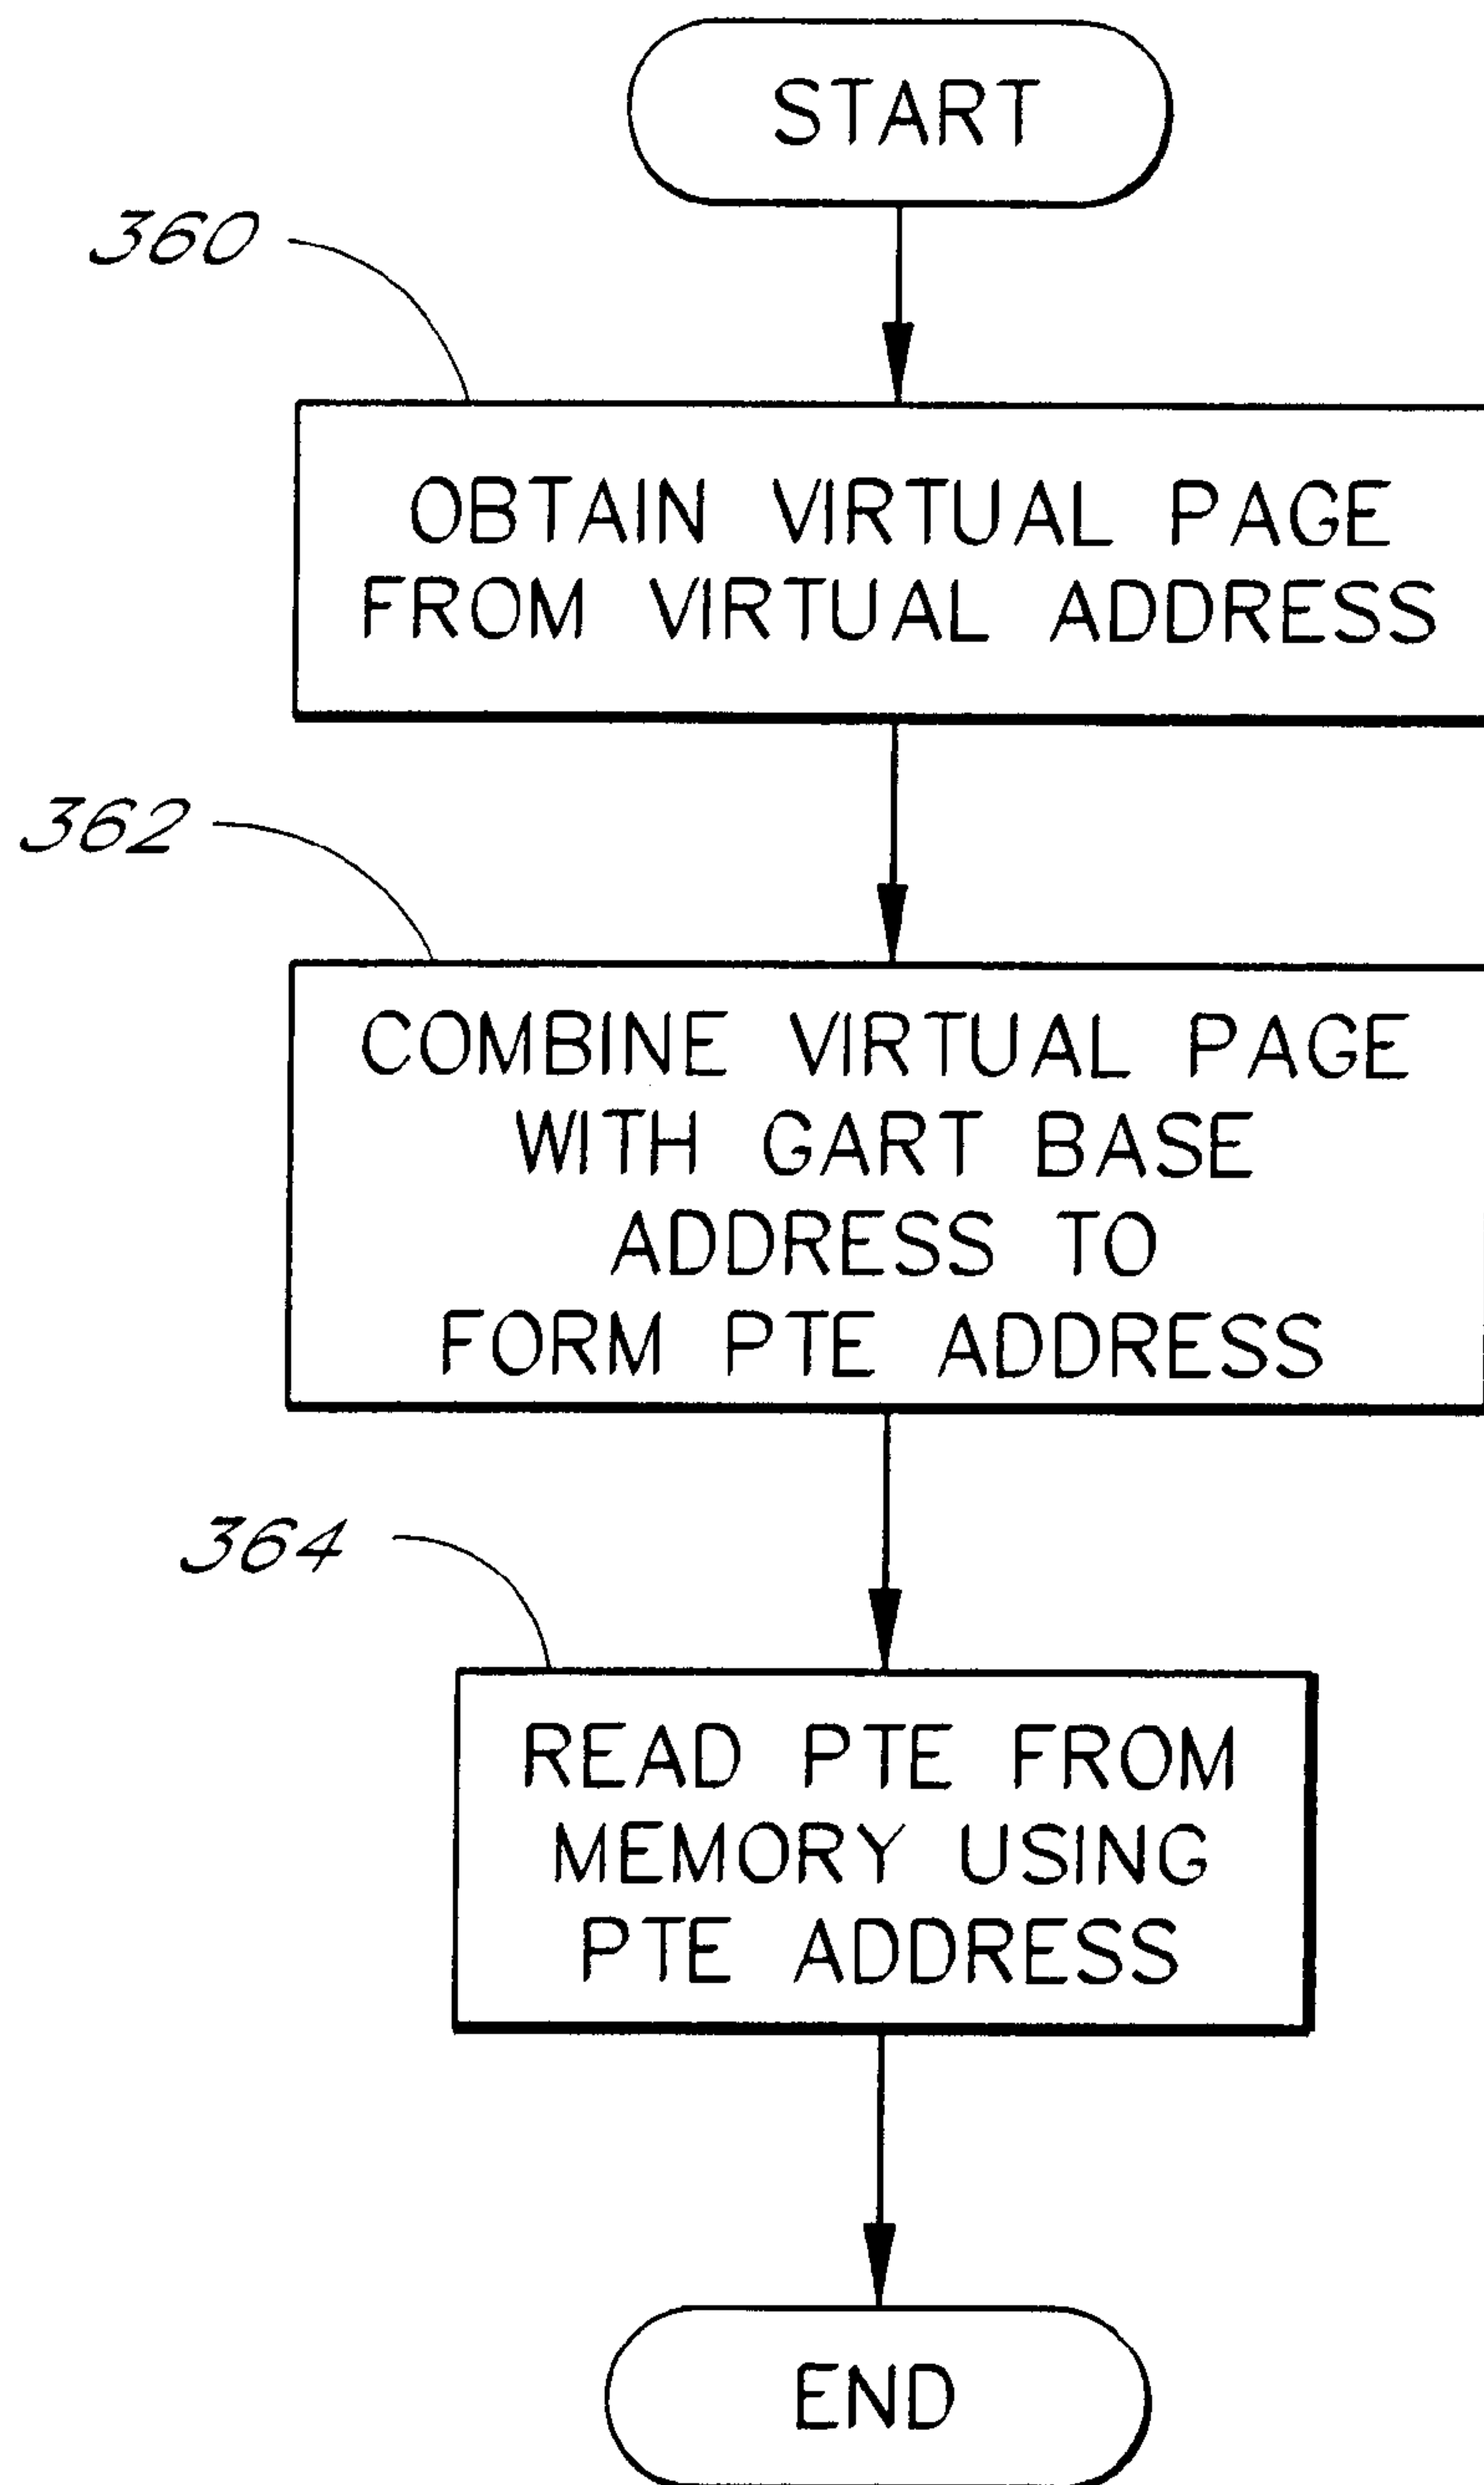 START
360
OBTAIN VIRTUAL PAGE
FROM VIRTUAL ADDRESS
362
COMBINE VIRTUAL PAGE
WITH GART BASE
ADDRESS TO
FORM PTE ADDRESS
364
READ PTE FROM
MEMORY USING
PTE ADDRESS
END